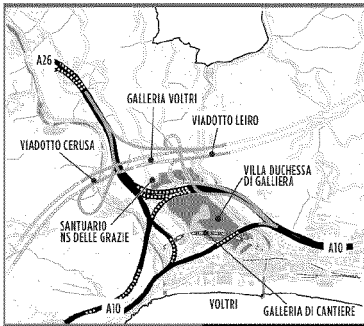 A26
GALLERIA VOLTRI
VIADOTTO LEIRO
VIADOTTO CERUSA
VILLA DUCHESSA
DI GALLIERA
SANTUARIO
NS DELLE GRAZIE
A10
A10
VOLTRI
GALLERIA DI CANTIERE